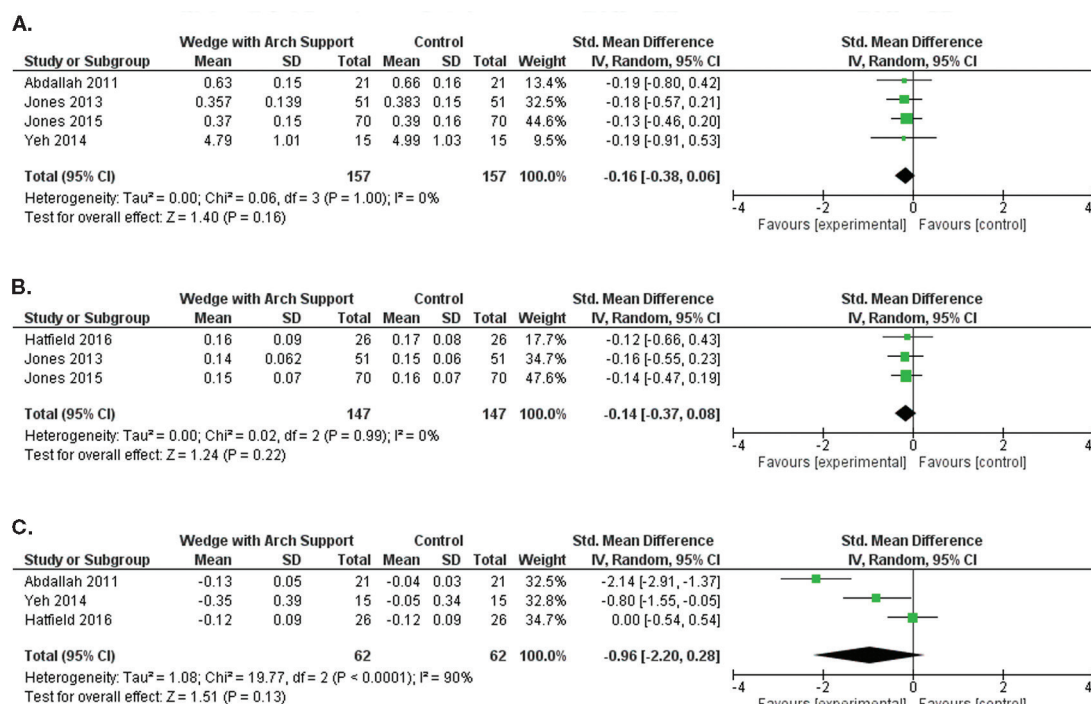 A.
Wedge with Arch Support Control Std. Mean Difference Std. Mean Difference
Study or Subgroup Mean SD Total Mean SD Total Weight IV, Random, 95% CI IV, Random, 95% CI
Abdallah 2011 0.63 0.15 21 0.66 0.16 21 13.4% -0.19 [-0.80, 0.42]
Jones 2013 0.357 0.139 51 0.383 0.15 51 32.5% -0.18 [-0.57, 0.21]
Jones 2015 0.37 0.15 70 0.39 0.16 70 44.6% -0.13 [-0.46, 0.20]
Yeh 2014 4.79 1.01 15 4.99 1.03 15 9.5% -0.19 [-0.91, 0.53]
Total (95% CI) 157 157 100.0% -0.16 [-0.38, 0.06]
Heterogeneity: Tau² = 0.00; Chi² = 0.06, df = 3 (P = 1.00); I² = 0%
Test for overall effect: Z = 1.40 (P = 0.16)
-4 -2 0 2 4
Favours [experimental] Favours [control]
B.
Wedge with Arch Support Control Std. Mean Difference Std. Mean Difference
Study or Subgroup Mean SD Total Mean SD Total Weight IV, Random, 95% CI IV, Random, 95% CI
Hatfield 2016 0.16 0.09 26 0.17 0.08 26 17.7% -0.12 [-0.66, 0.43]
Jones 2013 0.14 0.062 51 0.15 0.06 51 34.7% -0.16 [-0.55, 0.23]
Jones 2015 0.15 0.07 70 0.16 0.07 70 47.6% -0.14 [-0.47, 0.19]
Total (95% CI) 147 147 100.0% -0.14 [-0.37, 0.08]
Heterogeneity: Tau² = 0.00; Chi² = 0.02, df = 2 (P = 0.99); I² = 0%
Test for overall effect: Z = 1.24 (P = 0.22)
-4 -2 0 2 4
Favours [experimental] Favours [control]
C.
Wedge with Arch Support Control Std. Mean Difference Std. Mean Difference
Study or Subgroup Mean SD Total Mean SD Total Weight IV, Random, 95% CI IV, Random, 95% CI
Abdallah 2011 -0.13 0.05 21 -0.04 0.03 21 32.5% -2.14 [-2.91, -1.37]
Yeh 2014 -0.35 0.39 15 -0.05 0.34 15 32.8% -0.80 [-1.55, -0.05]
Hatfield 2016 -0.12 0.09 26 -0.12 0.09 26 34.7% 0.00 [-0.54, 0.54]
Total (95% CI) 62 62 100.0% -0.96 [-2.20, 0.28]
Heterogeneity: Tau² = 1.08; Chi² = 19.77, df = 2 (P < 0.0001); I² = 90%
Test for overall effect: Z = 1.51 (P = 0.13)
-4 -2 0 2 4
Favours [experimental] Favours [control]